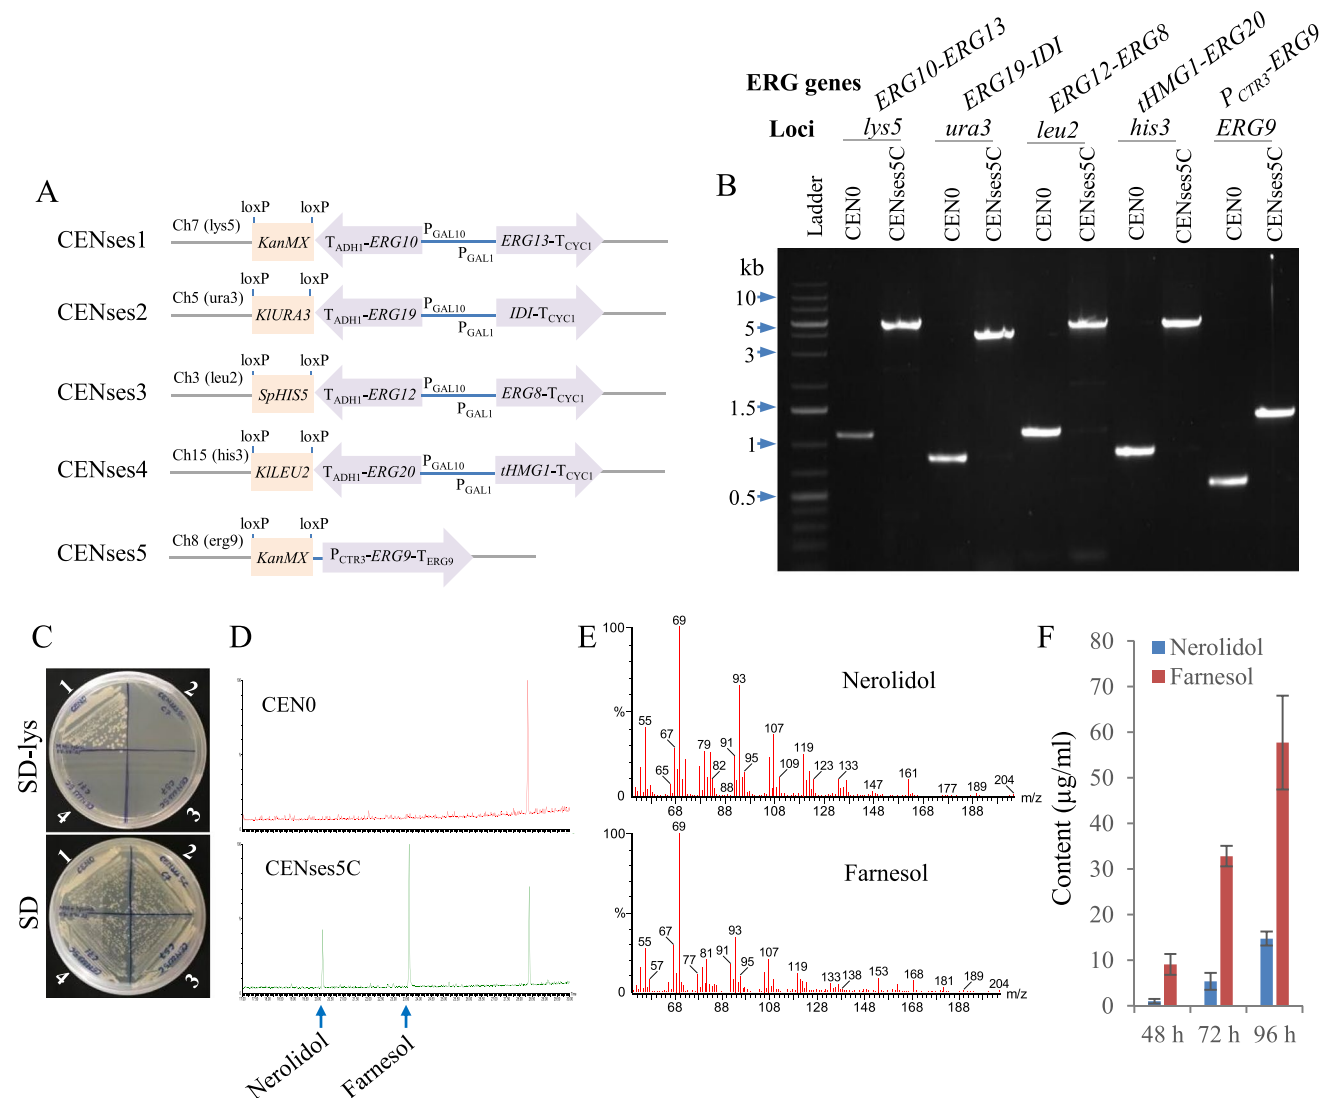 A
CENses1
Ch7 (lys5)
loxP loxP
KanMX
TADH1-ERG10
PGAL10
PGAL1
ERG13-TCYC1
CENses2
Ch5 (ura3)
loxP loxP
KlURA3
TADH1-ERG19
PGAL10
PGAL1
IDI-TCYC1
CENses3
Ch3 (leu2)
loxP loxP
SpHIS5
TADH1-ERG12
PGAL10
PGAL1
ERG8-TCYC1
CENses4
Ch15 (his3)
loxP loxP
KlLEU2
TADH1-ERG20
PGAL10
PGAL1
tHMG1-TCYC1
CENses5
Ch8 (erg9)
loxP loxP
KanMX
PCTR3-ERG9-TERG9
B
ERG genes
ERG10-ERG13
ERG19-IDI
ERG12-ERG8
tHMG1-ERG20
PCTR3-ERG9
Loci
lys5 ura3 leu2 his3 ERG9
Ladder
CEN0
CENses5C
CEN0
CENses5C
CEN0
CENses5C
CEN0
CENses5C
CEN0
CENses5C
kb
10
5
3
1.5
1
0.5
C
SD-lys
1 2
4 3
SD
1 2
4 3
D
CEN0
CENses5C
Nerolidol
Farnesol
E
Nerolidol
100
%
0
55 65 67 69 79 82 88 91 93 95 107 109 119 123 133 147 161 177 189 204
68 88 108 128 148 168 188 m/z
Farnesol
100
%
0
55 57 67 69 77 81 91 93 95 107 119 133 138 153 168 181 189 204
68 88 108 128 148 168 188 m/z
F
Nerolidol
Farnesol
Content (µg/ml)
80
70
60
50
40
30
20
10
0
48 h 72 h 96 h